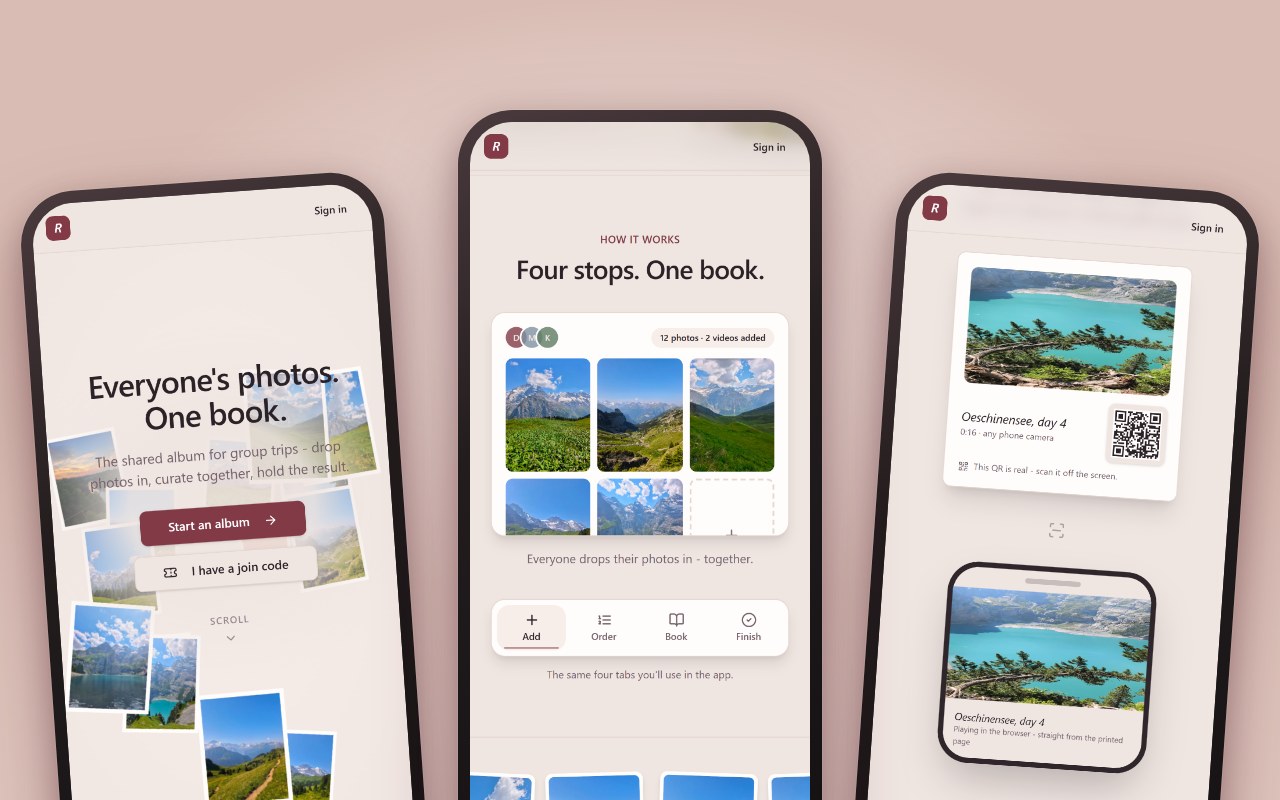 R
Sign in
Everyone's photos.
One book.
The shared album for group trips - drop
photos in, curate together, hold the result.
Start an album
I have a join code
SCROLL
R
Sign in
HOW IT WORKS
Four stops. One book.
D M K
12 photos · 2 videos added
Everyone drops their photos in - together.
Add Order Book Finish
The same four tabs you'll use in the app.
R
Sign in
Oeschinensee, day 4
0:16 · any phone camera
This QR is real - scan it off the screen.
Oeschinensee, day 4
Playing in the browser - straight from the printed
page